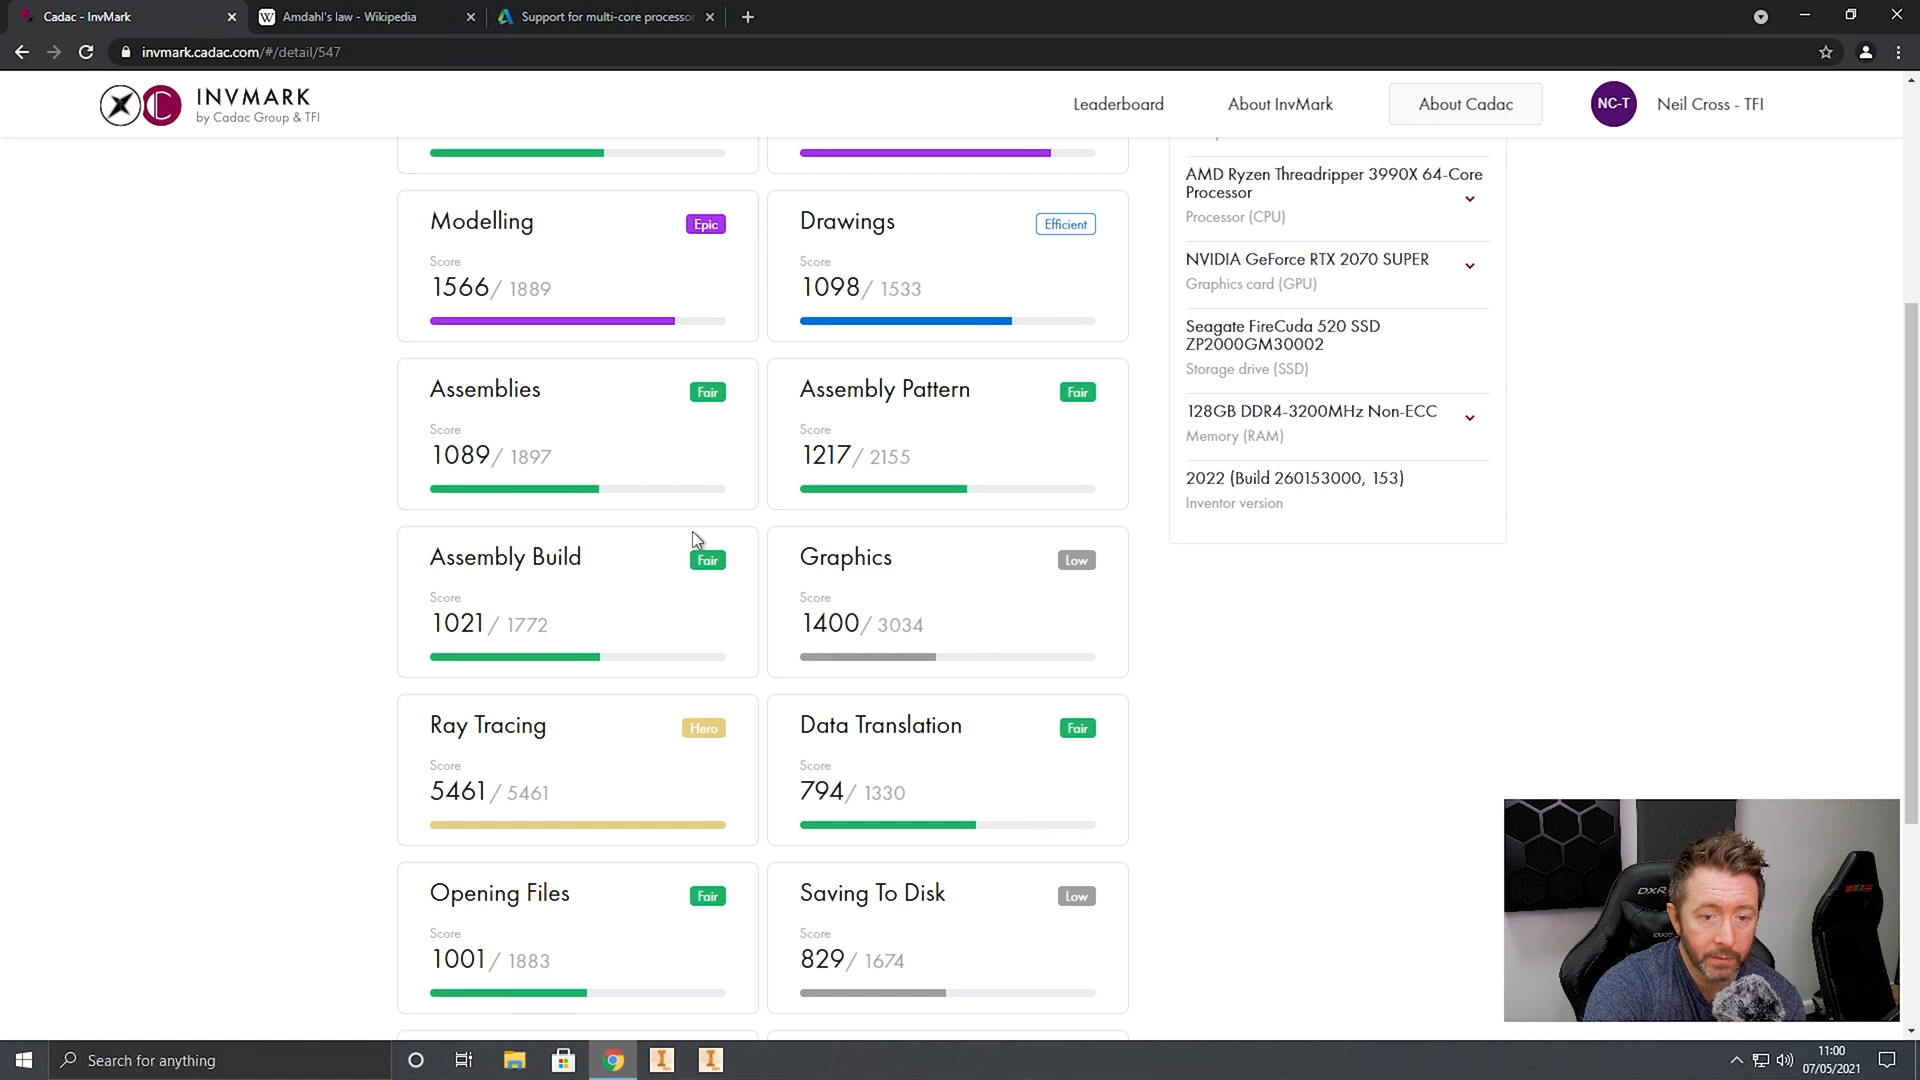 Cadac - InvMark
Amdahl's law - Wikipedia
Support for multi-core processor
invmark.cadac.com/#/detail/547
INVMARK
by Cadac Group & TFI
Leaderboard
About InvMark
About Cadac
NC-T
Neil Cross - TFI
Modelling
Epic
Score
1566 / 1889
Drawings
Efficient
Score
1098 / 1533
Assemblies
Fair
Score
1089 / 1897
Assembly Pattern
Fair
Score
1217 / 2155
Assembly Build
Fair
Score
1021 / 1772
Graphics
Low
Score
1400 / 3034
Ray Tracing
Hero
Score
5461 / 5461
Data Translation
Fair
Score
794 / 1330
Opening Files
Fair
Score
1001 / 1883
Saving To Disk
Low
Score
829 / 1674
AMD Ryzen Threadripper 3990X 64-Core
Processor
Processor (CPU)
NVIDIA GeForce RTX 2070 SUPER
Graphics card (GPU)
Seagate FireCuda 520 SSD
ZP2000GM30002
Storage drive (SSD)
128GB DDR4-3200MHz Non-ECC
Memory (RAM)
2022 (Build 260153000, 153)
Inventor version
Search for anything
11:00
07/05/2021